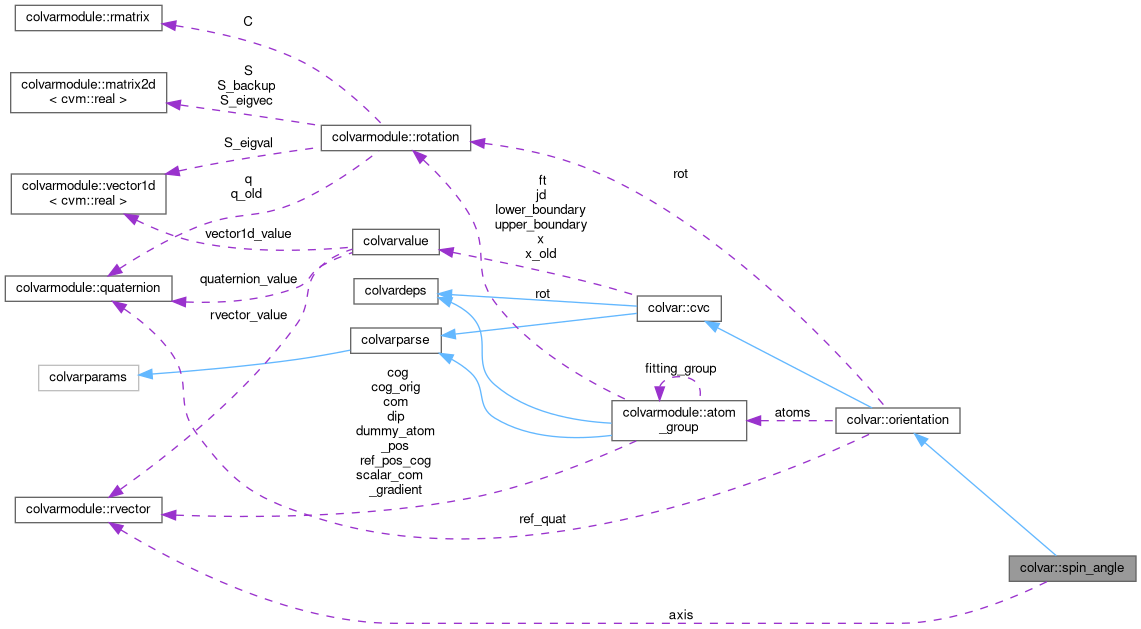 colvarmodule::rmatrix
C
colvarmodule::matrix2d
< cvm::real >
S
S_backup
S_eigvec
colvarmodule::rotation
S_eigval
colvarmodule::vector1d
< cvm::real >
q
q_old
rot
ft
jd
lower_boundary
upper_boundary
x
x_old
vector1d_value
colvarvalue
quaternion_value
colvarmodule::quaternion
colvardeps
rot
colvar::cvc
rvector_value
colvarparse
colvarparams
fitting_group
cog
cog_orig
com
dip
dummy_atom
_pos
ref_pos_cog
scalar_com
_gradient
colvarmodule::atom
_group
atoms
colvar::orientation
colvarmodule::rvector
ref_quat
colvar::spin_angle
axis